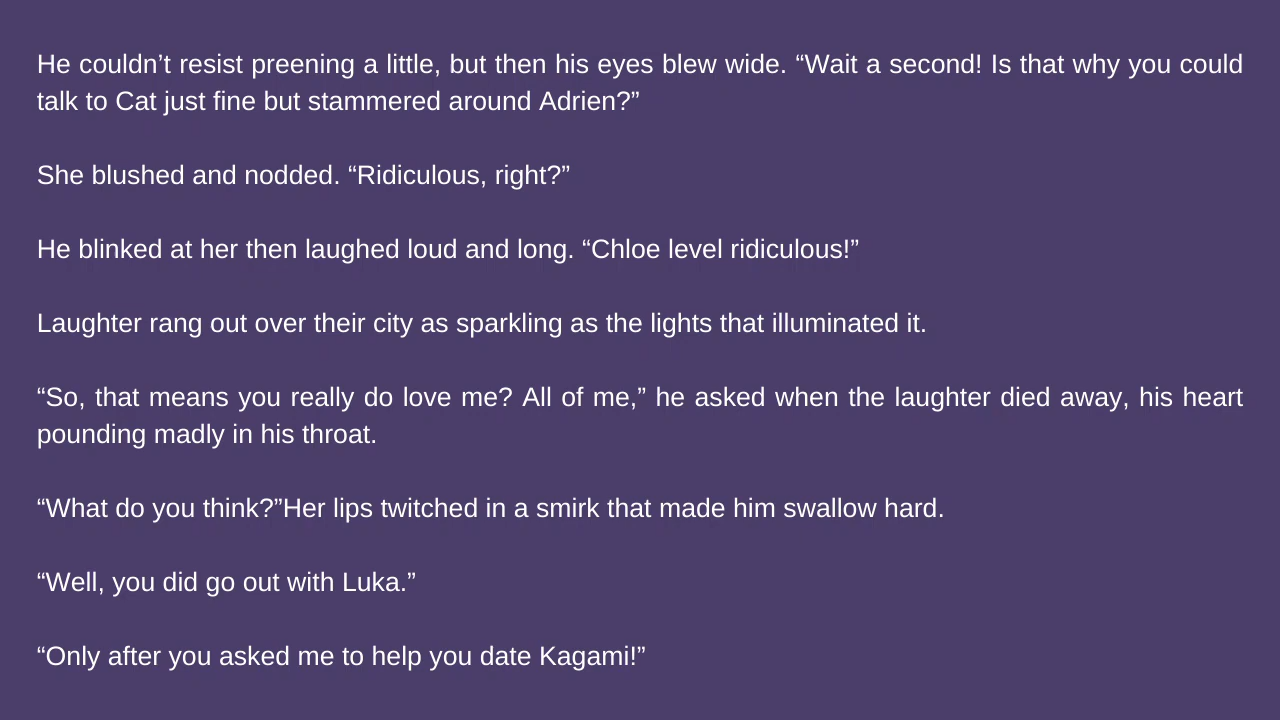 He couldn’t resist preening a little, but then his eyes blew wide. “Wait a second! Is that why you could
talk to Cat just fine but stammered around Adrien?”
She blushed and nodded. “Ridiculous, right?”
He blinked at her then laughed loud and long. “Chloe level ridiculous!”
Laughter rang out over their city as sparkling as the lights that illuminated it.
“So, that means you really do love me? All of me,” he asked when the laughter died away, his heart
pounding madly in his throat.
“What do you think?”Her lips twitched in a smirk that made him swallow hard.
“Well, you did go out with Luka.”
“Only after you asked me to help you date Kagami!”